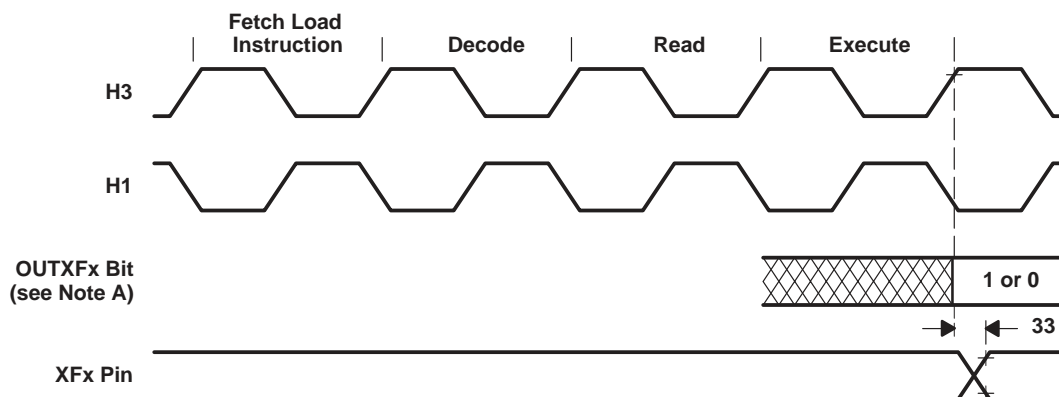 Fetch Load
Instruction
Decode
Read
Execute
H3
H1
OUTXFx Bit
(see Note A)
1 or 0
33
XFx Pin